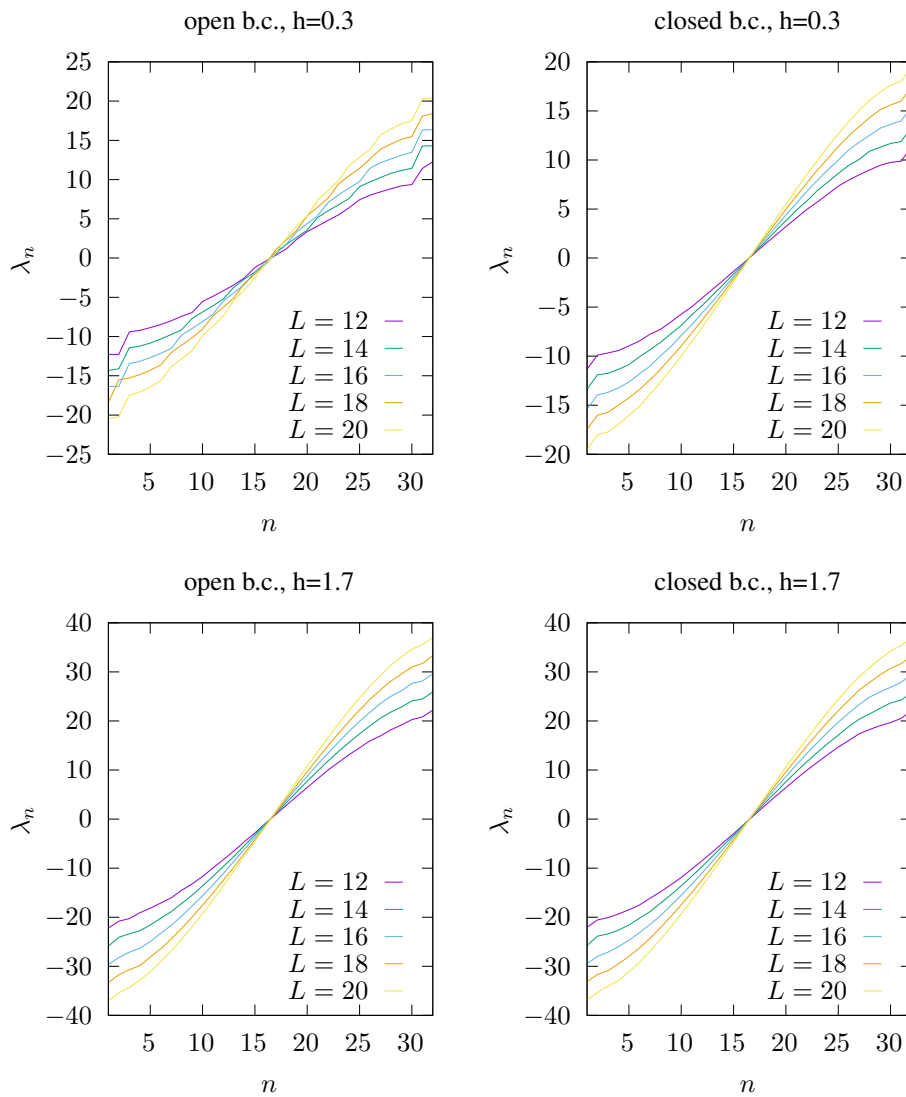 open b.c., h=0.3
25
20
15
10
5
0
−5
−10
−15
−20
−25
λn
5 10 15 20 25 30
n
L = 12
L = 14
L = 16
L = 18
L = 20
closed b.c., h=0.3
20
15
10
5
0
−5
−10
−15
−20
λn
5 10 15 20 25 30
n
L = 12
L = 14
L = 16
L = 18
L = 20
open b.c., h=1.7
40
30
20
10
0
−10
−20
−30
−40
λn
5 10 15 20 25 30
n
L = 12
L = 14
L = 16
L = 18
L = 20
closed b.c., h=1.7
40
30
20
10
0
−10
−20
−30
−40
λn
5 10 15 20 25 30
n
L = 12
L = 14
L = 16
L = 18
L = 20